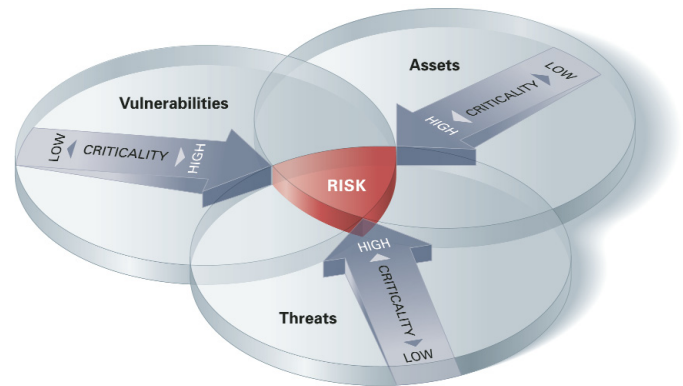 Assets
LOW
CRITICALITY
HIGH
Vulnerabilities
LOW
CRITICALITY
HIGH
RISK
HIGH
CRITICALITY
LOW
Threats